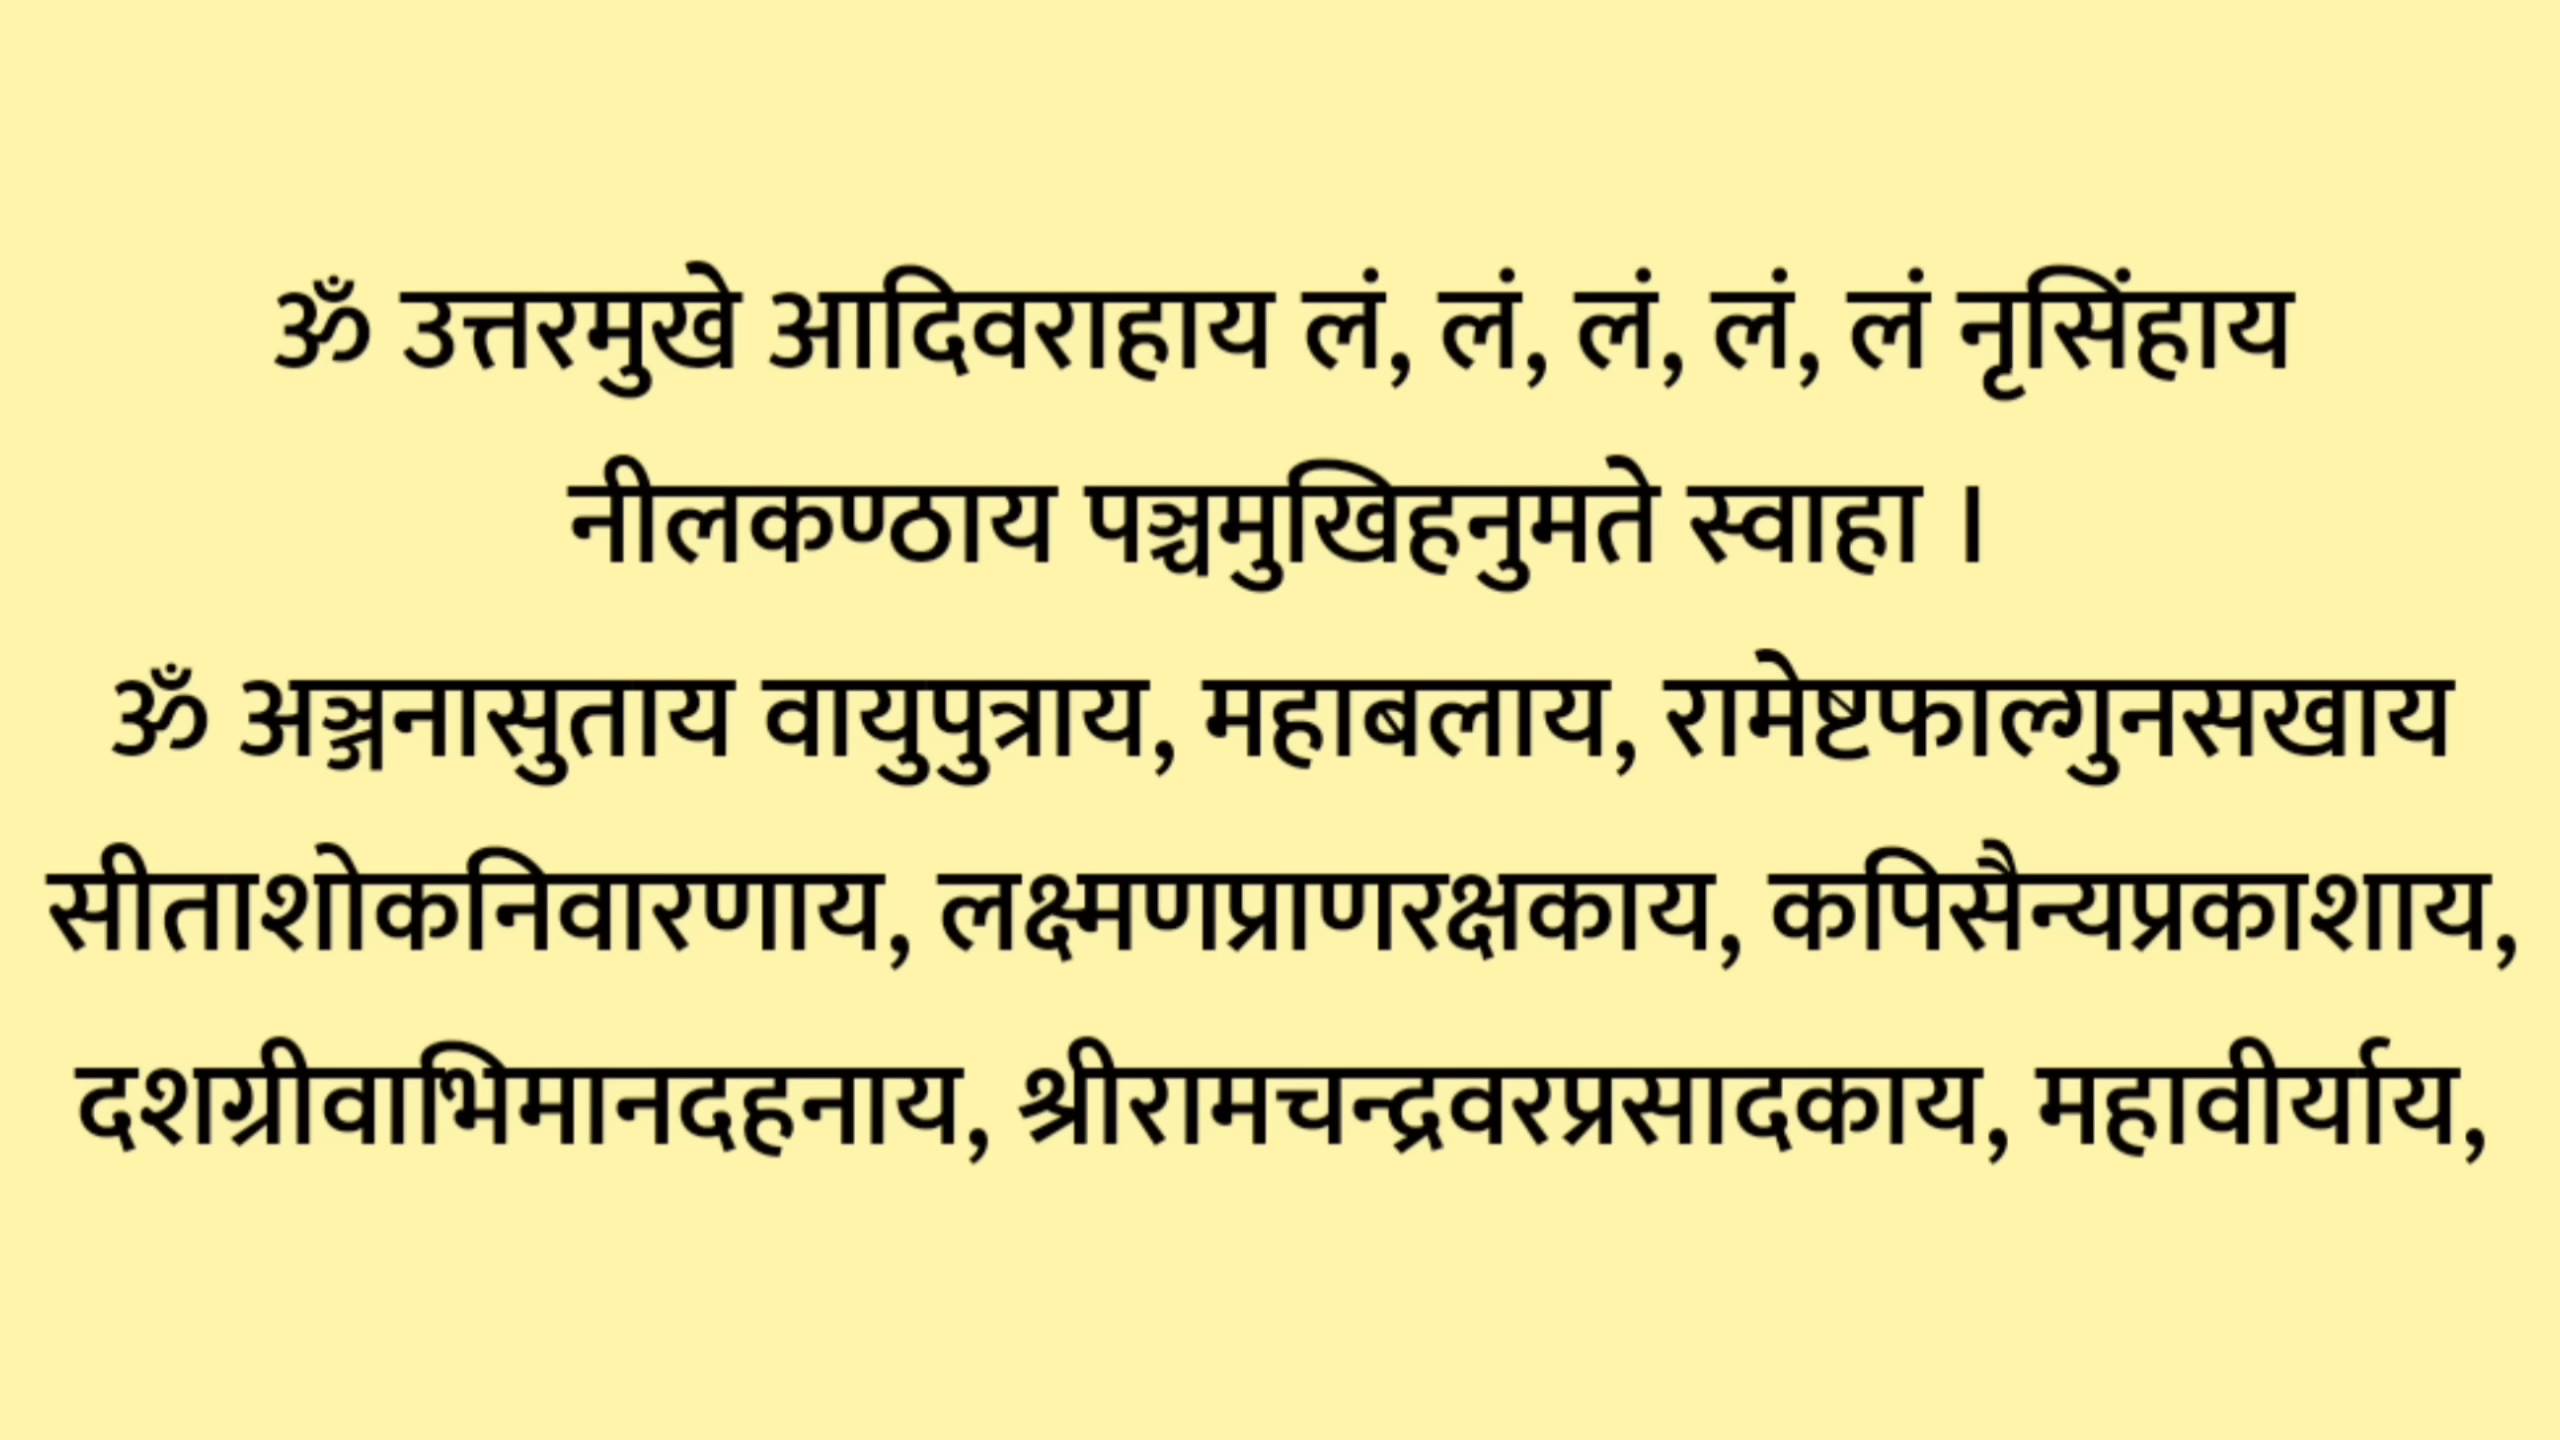 ॐ उत्तरमुखे आदिवराहाय लं, लं, लं, लं, लं नृसिंहाय
नीलकण्ठाय पञ्चमुखिहनुमते स्वाहा ।
ॐ अञ्जनासुताय वायुपुत्राय, महाबलाय, रामेष्टफाल्गुनसखाय
सीताशोकनिवारणाय, लक्ष्मणप्राणरक्षकाय, कपिसैन्यप्रकाशाय,
दशग्रीवाभिमानदहनाय, श्रीरामचन्द्रवरप्रसादकाय, महावीर्याय,